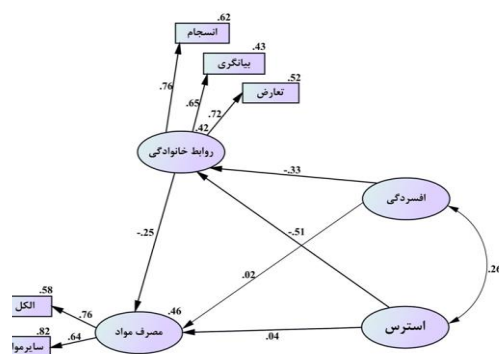 .62
انسجام
.43
بیانگری
.52
تعارض
.76
.65
.72
.42
روابط خانوادگی
-.33
افسردگی
-.51
-.25
.02
.26
.58
الکل
.76
.46
مصرف مواد
.04
استرس
.82
.64
سایرموا